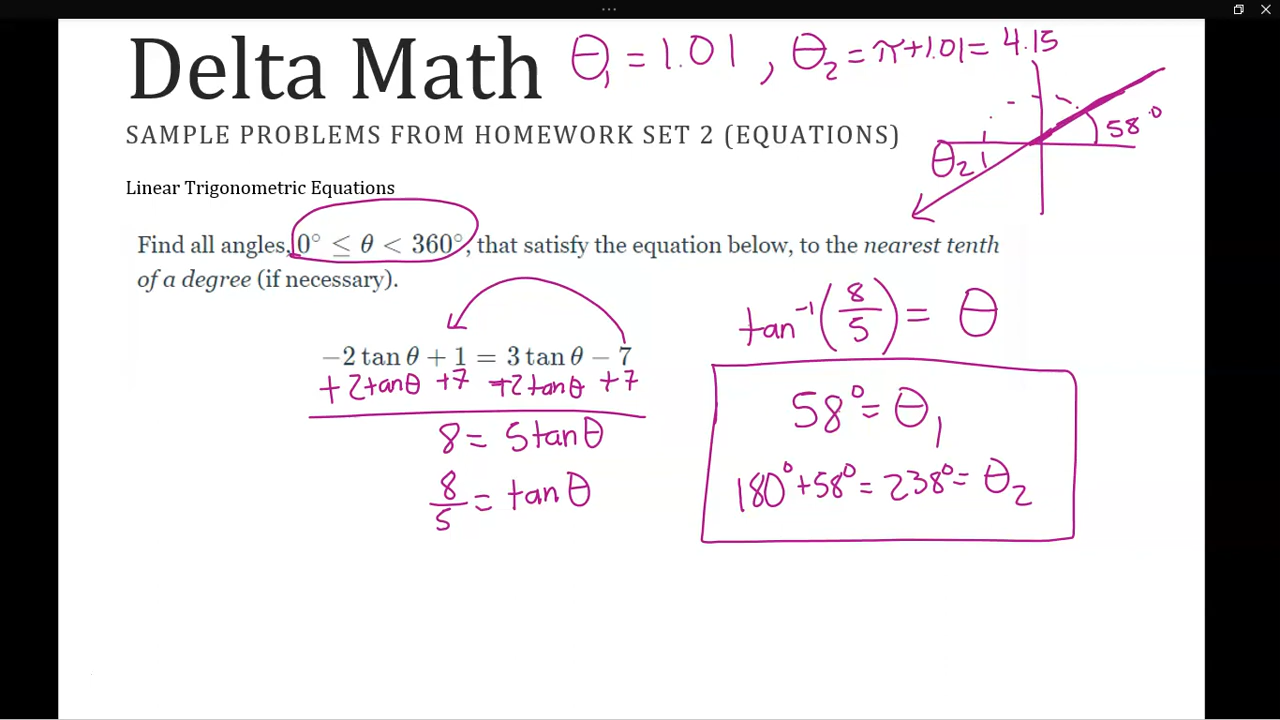 Delta Math
θ₁ = 1.01 , θ₂ = π+1.01 = 4.15
SAMPLE PROBLEMS FROM HOMEWORK SET 2 (EQUATIONS)
58°
θ₂
Linear Trigonometric Equations
Find all angles, 0° ≤ θ < 360°, that satisfy the equation below, to the nearest tenth
of a degree (if necessary).
tan⁻¹(8/5) = θ
−2 tan θ + 1 = 3 tan θ − 7
+2tanθ +7 +2tanθ +7
8 = 5tanθ
8/5 = tanθ
58° = θ₁
180°+58° = 238° = θ₂